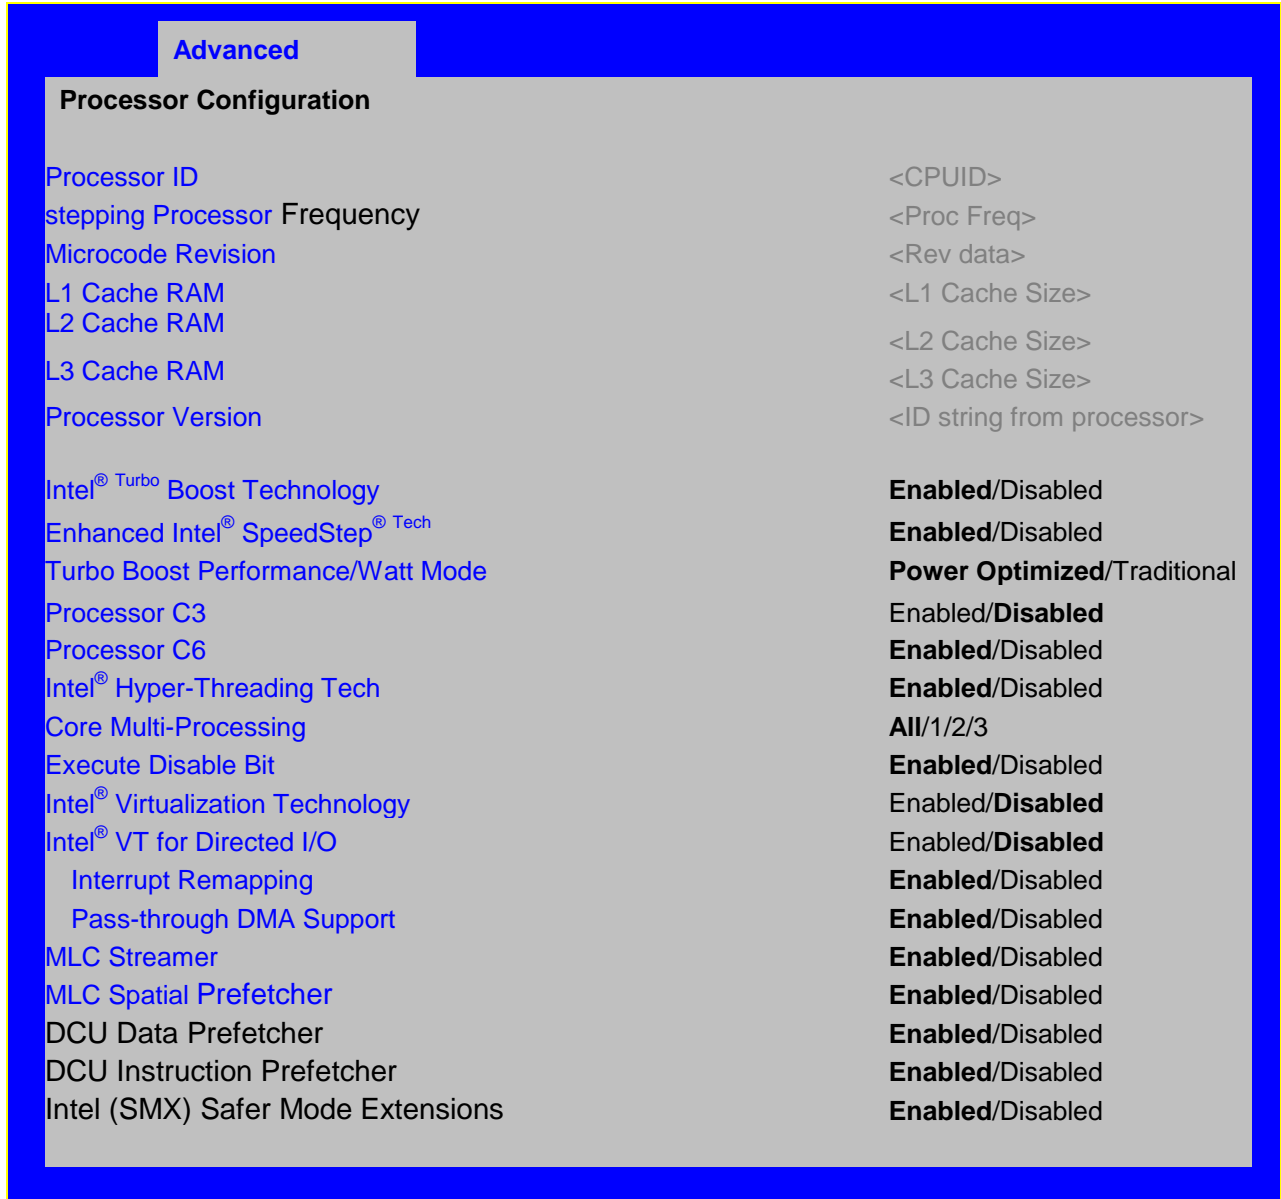 Advanced
Processor Configuration
Processor ID <CPUID>
stepping Processor Frequency <Proc Freq>
Microcode Revision <Rev data>
L1 Cache RAM <L1 Cache Size>
L2 Cache RAM <L2 Cache Size>
L3 Cache RAM <L3 Cache Size>
Processor Version <ID string from processor>
Intel® Turbo Boost Technology Enabled/Disabled
Enhanced Intel® SpeedStep® Tech Enabled/Disabled
Turbo Boost Performance/Watt Mode Power Optimized/Traditional
Processor C3 Enabled/Disabled
Processor C6 Enabled/Disabled
Intel® Hyper-Threading Tech Enabled/Disabled
Core Multi-Processing All/1/2/3
Execute Disable Bit Enabled/Disabled
Intel® Virtualization Technology Enabled/Disabled
Intel® VT for Directed I/O Enabled/Disabled
Interrupt Remapping Enabled/Disabled
Pass-through DMA Support Enabled/Disabled
MLC Streamer Enabled/Disabled
MLC Spatial Prefetcher Enabled/Disabled
DCU Data Prefetcher Enabled/Disabled
DCU Instruction Prefetcher Enabled/Disabled
Intel (SMX) Safer Mode Extensions Enabled/Disabled